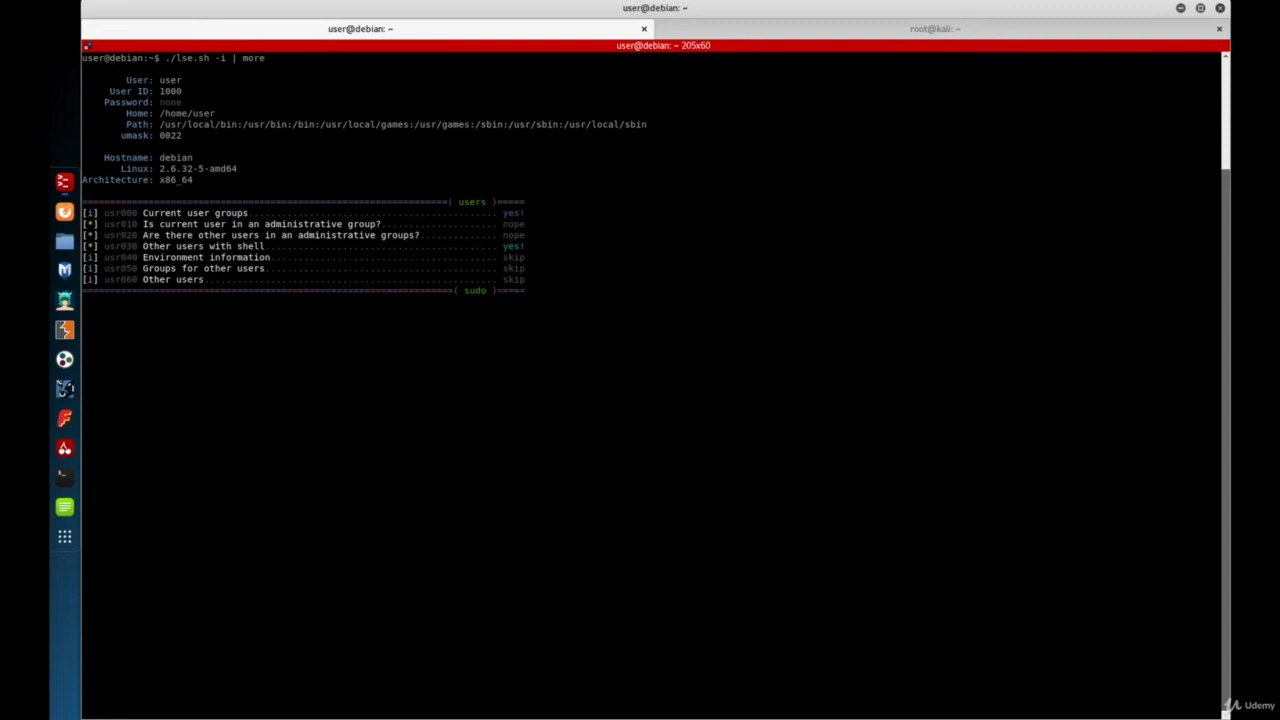 user@debian: ~
user@debian: ~
root@kali: ~
user@debian: ~ 205x60
user@debian:~$ ./lse.sh -i | more
User: user
User ID: 1000
Password: none
Home: /home/user
Path: /usr/local/bin:/usr/bin:/bin:/usr/local/games:/usr/games:/sbin:/usr/sbin:/usr/local/sbin
umask: 0022
Hostname: debian
Linux: 2.6.32-5-amd64
Architecture: x86_64
===================================================================( users )=====
[i] usr000 Current user groups............................................. yes!
[*] usr010 Is current user in an administrative group?..................... nope
[*] usr020 Are there other users in an administrative groups?.............. nope
[*] usr030 Other users with shell.......................................... yes!
[i] usr040 Environment information......................................... skip
[i] usr050 Groups for other users.......................................... skip
[i] usr060 Other users..................................................... skip
====================================================================( sudo )=====
Udemy